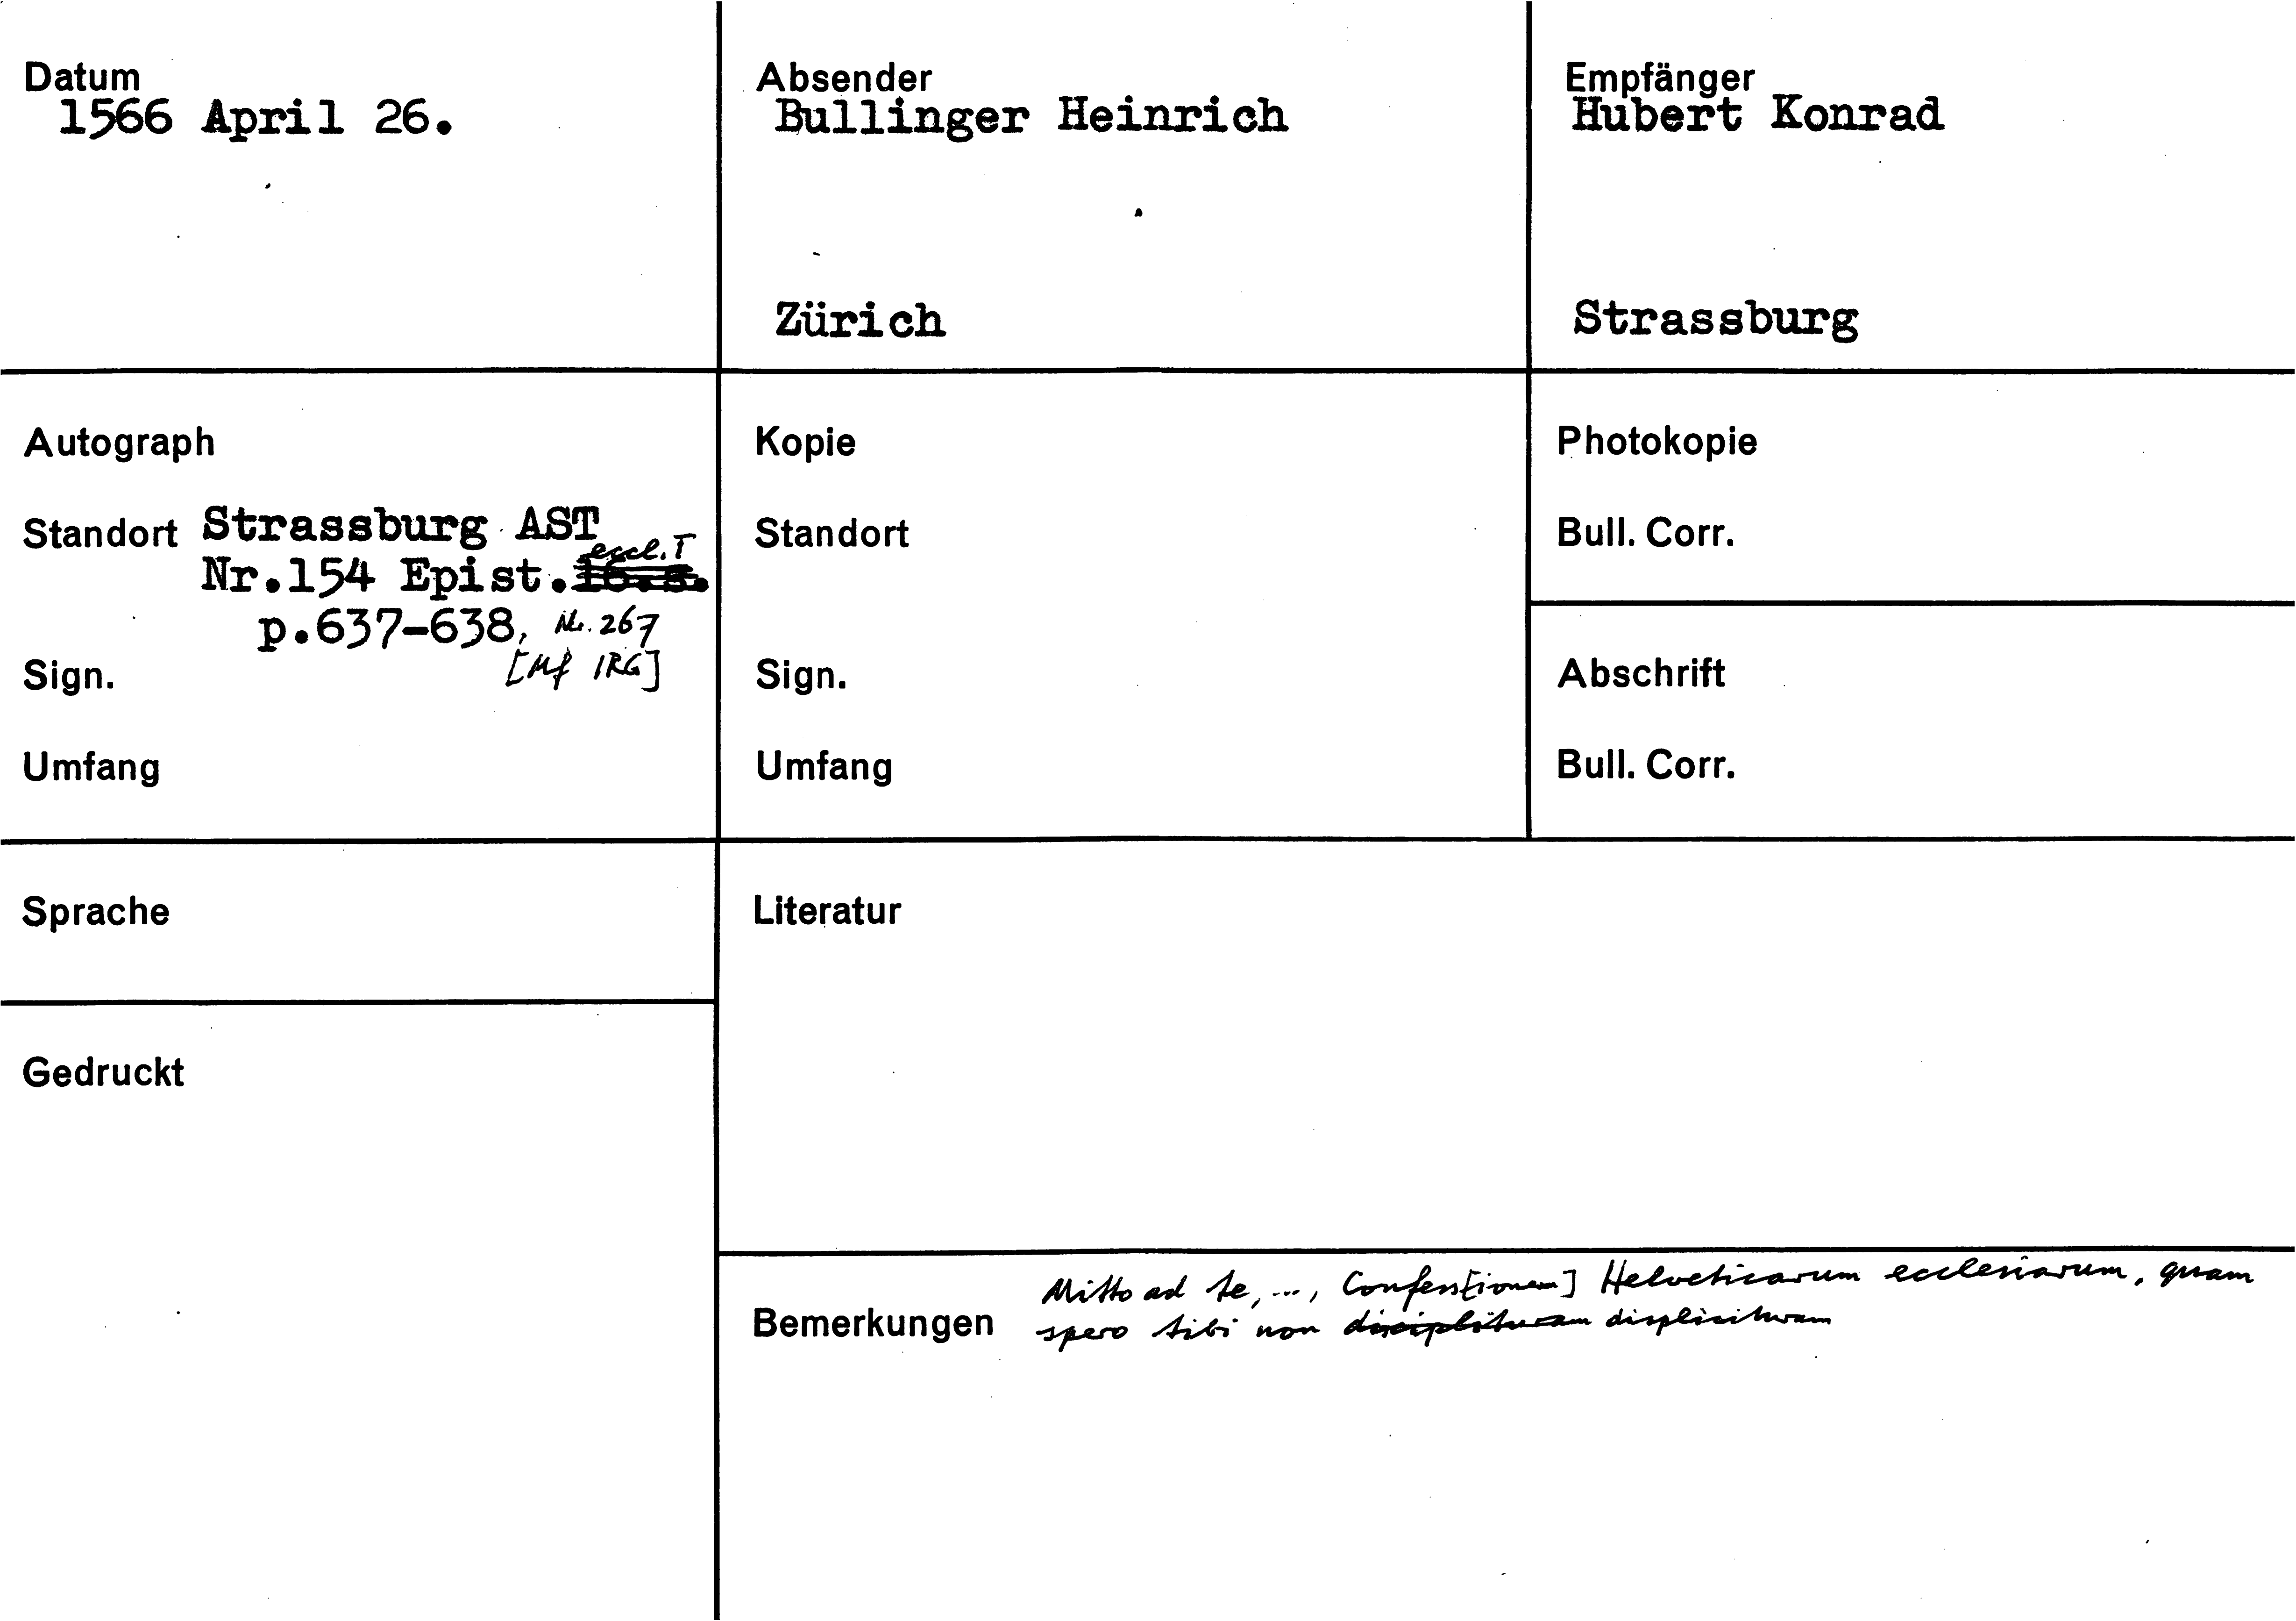 Datum
1566 April 26.
Absender
Bullinger Heinrich
Zürich
Empfänger
Hubert Konrad
Strassburg
Autograph
Standort Strassburg AST
Nr.154 Epist. eccl. I
p.637-638, Nr. 267
[Mf IRG]
Sign.
Umfang
Kopie
Standort
Sign.
Umfang
Photokopie
Bull. Corr.
Abschrift
Bull. Corr.
Sprache
Gedruckt
Literatur
Bemerkungen
Mitto ad te, ..., Confess[ionem] Helveticarum ecclesiarum, quam
spero tibi non displicituram